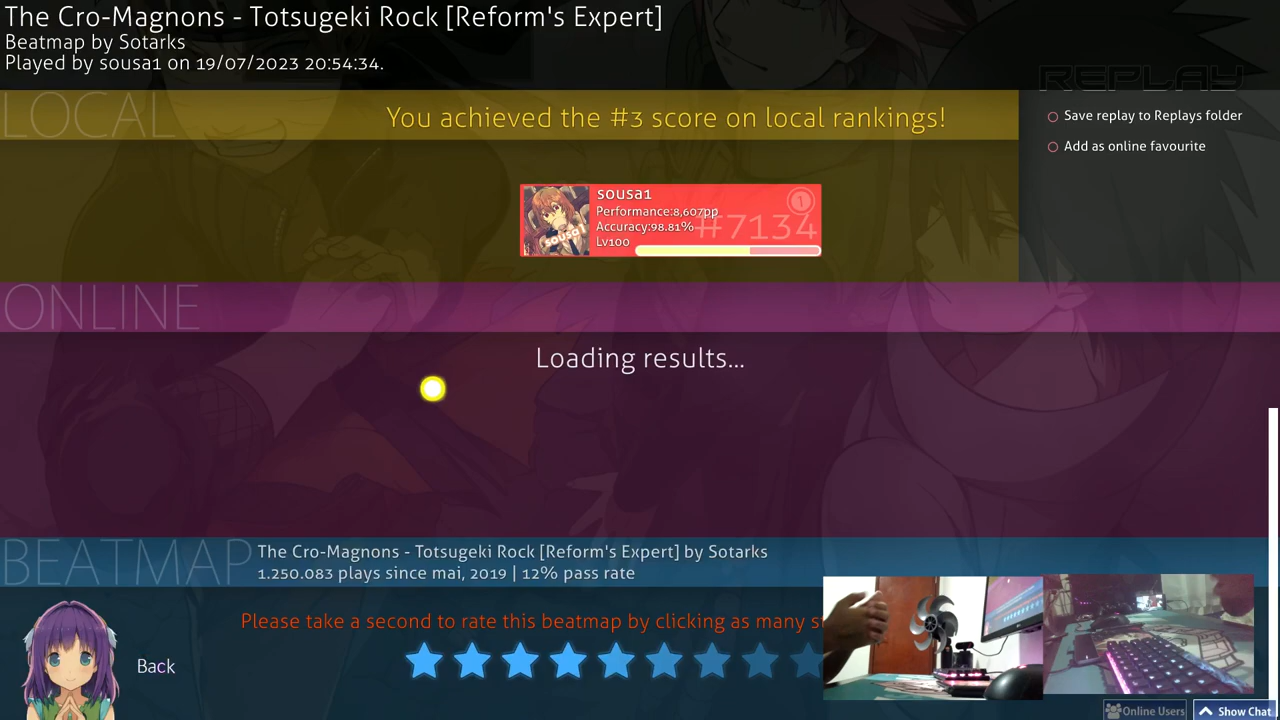 The Cro-Magnons - Totsugeki Rock [Reform's Expert]
Beatmap by Sotarks
Played by sousa1 on 19/07/2023 20:54:34.
REPLAY
LOCAL
You achieved the #3 score on local rankings!
Save replay to Replays folder
Add as online favourite
sousa1
Performance:8,607pp
Accuracy:98.81%
Lv100
#7134
1
sousa1
ONLINE
Loading results...
BEATMAP
The Cro-Magnons - Totsugeki Rock [Reform's Expert] by Sotarks
1.250.083 plays since mai, 2019 | 12% pass rate
Please take a second to rate this beatmap by clicking as many
Back
Online Users
Show Chat